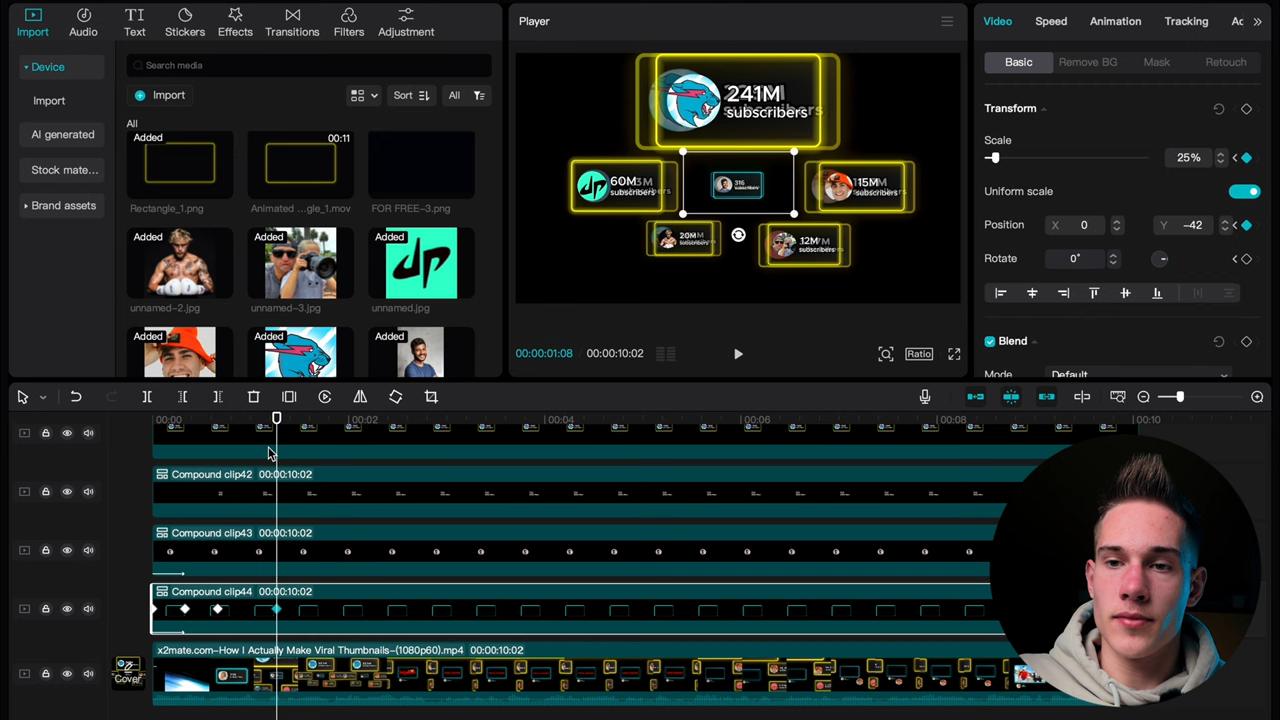 Import
Audio
Text
Stickers
Effects
Transitions
Filters
Adjustment
Device
Import
AI generated
Stock mate...
Brand assets
Search media
Import
Sort
All
All
Added
Added
00:11
Rectangle_1.png
Animated ...gle_1.mov
FOR FREE-3.png
Added
Added
Added
unnamed-2.jpg
unnamed-3.jpg
unnamed.jpg
Added
Added
Added
Player
241M
subscribers
60M
316
subscribers
115M
20M
subscribers
12M
subscribers
00:00:01:08
00:00:10:02
Ratio
Video
Speed
Animation
Tracking
Basic
Remove BG
Mask
Retouch
Transform
Scale
25%
Uniform scale
Position
X 0
Y -42
Rotate
0°
Blend
Mode
Default
00:00
00:02
00:04
00:06
00:08
00:10
Compound clip42 00:00:10:02
Compound clip43 00:00:10:02
Compound clip44 00:00:10:02
x2mate.com-How I Actually Make Viral Thumbnails-(1080p60).mp4 00:00:10:02
Cover